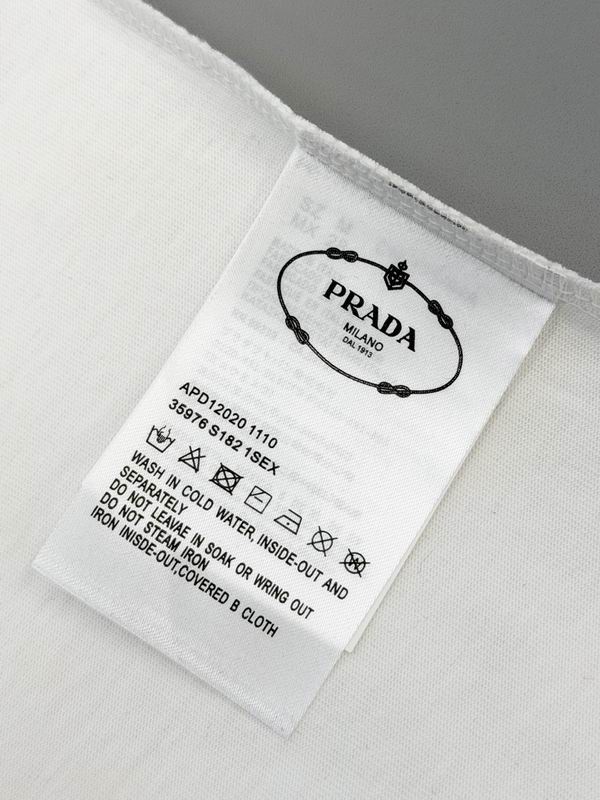 PRADA
MILANO
DAL 1913
APD12020 1110
35976 S182 1SEX
WASH IN COLD WATER, INSIDE-OUT AND
SEPARATELY
DO NOT LEAVAE IN SOAK OR WRING OUT
DO NOT STEAM IRON
IRON INISDE-OUT,COVERED B CLOTH